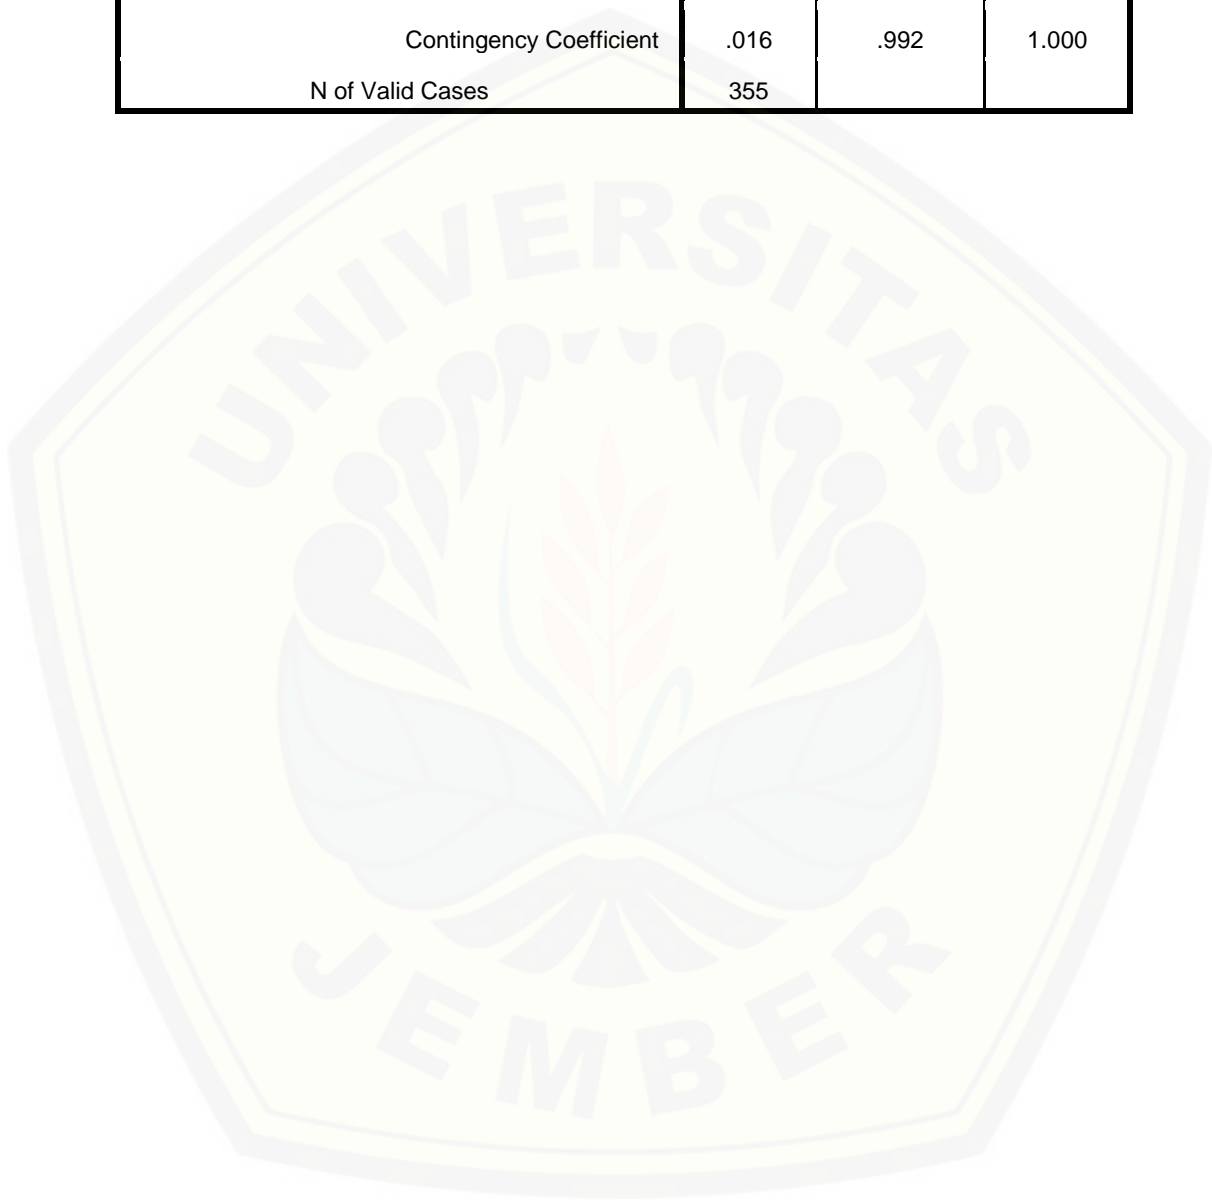 Contingency Coefficient .016 .992 1.000
N of Valid Cases 355
UNIVERSITAS
JEMBER